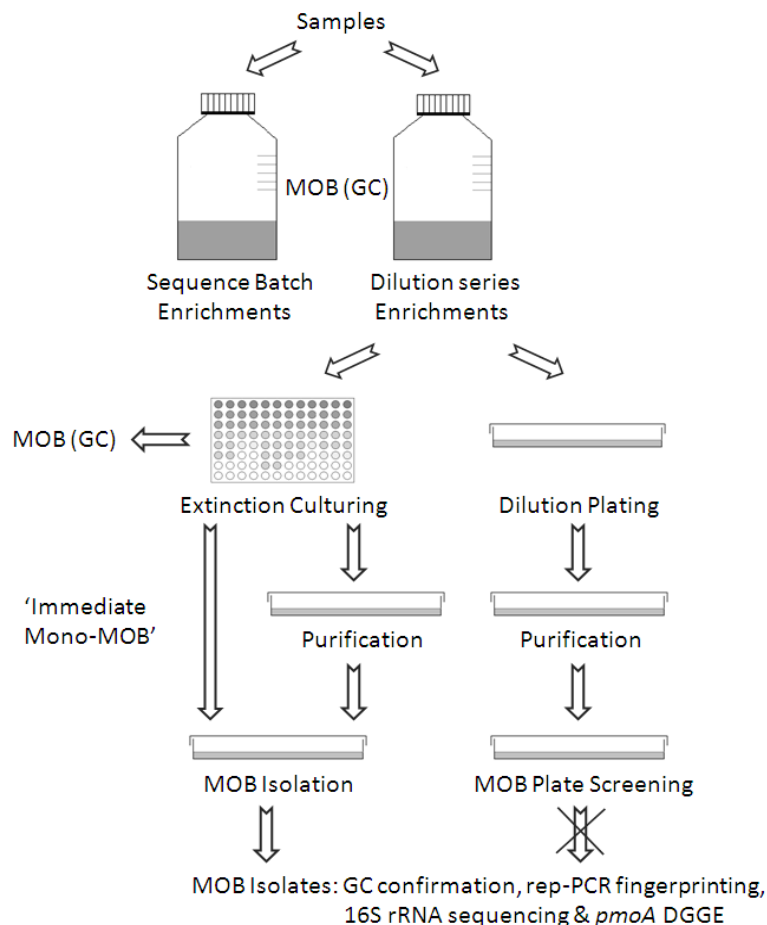 Samples
MOB (GC)
Sequence Batch
Enrichments
Dilution series
Enrichments
MOB (GC)
Extinction Culturing
Dilution Plating
‘Immediate
Mono-MOB’
Purification
Purification
MOB Isolation
MOB Plate Screening
MOB Isolates: GC confirmation, rep-PCR fingerprinting,
16S rRNA sequencing & pmoA DGGE